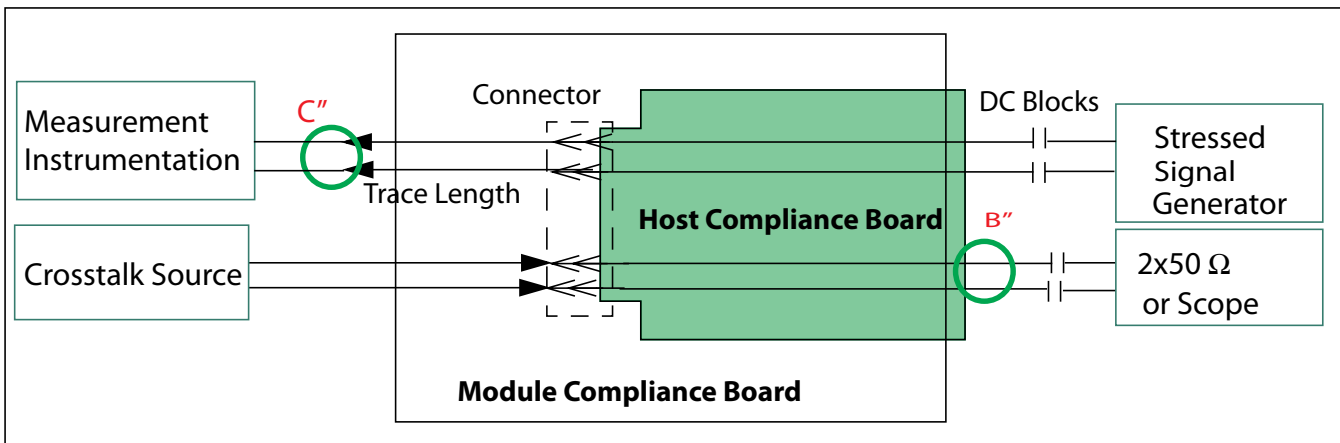 Measurement
Instrumentation
C″
Connector
Trace Length
DC Blocks
Stressed
Signal
Generator
Host Compliance Board
B″
Crosstalk Source
2x50 Ω
or Scope
Module Compliance Board